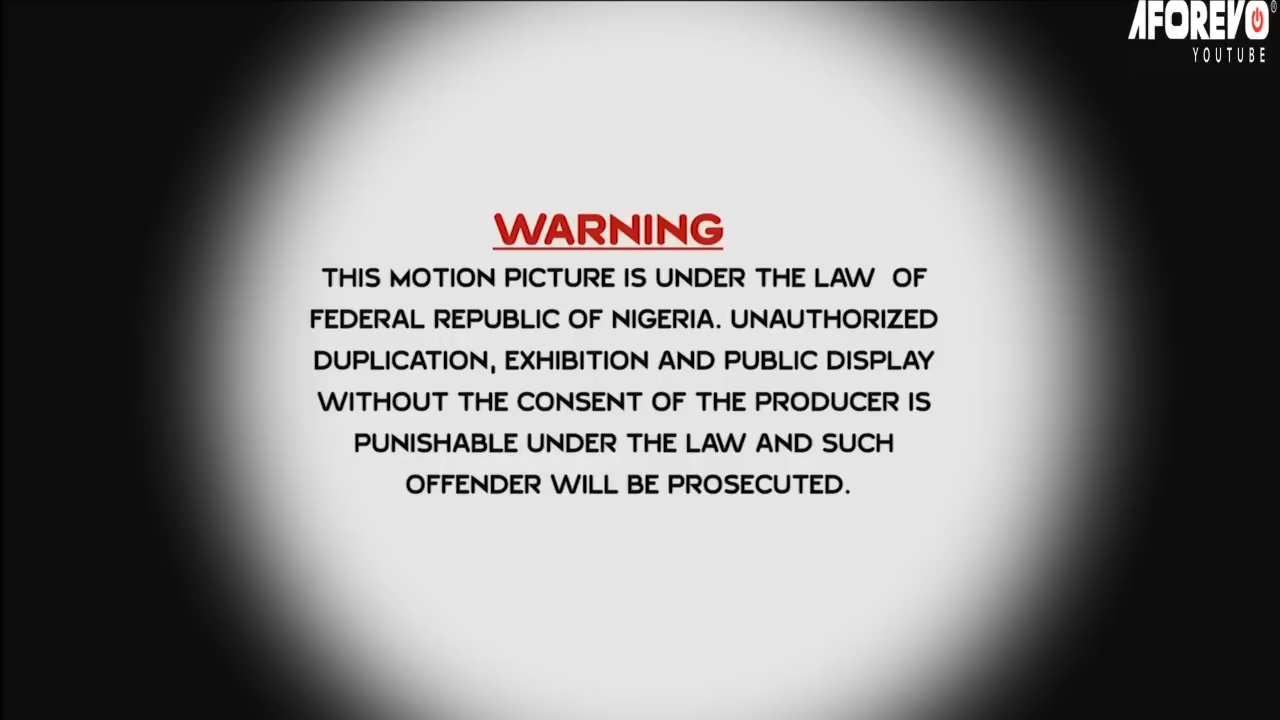 AFOREVO
YOUTUBE
WARNING
THIS MOTION PICTURE IS UNDER THE LAW OF
FEDERAL REPUBLIC OF NIGERIA. UNAUTHORIZED
DUPLICATION, EXHIBITION AND PUBLIC DISPLAY
WITHOUT THE CONSENT OF THE PRODUCER IS
PUNISHABLE UNDER THE LAW AND SUCH
OFFENDER WILL BE PROSECUTED.